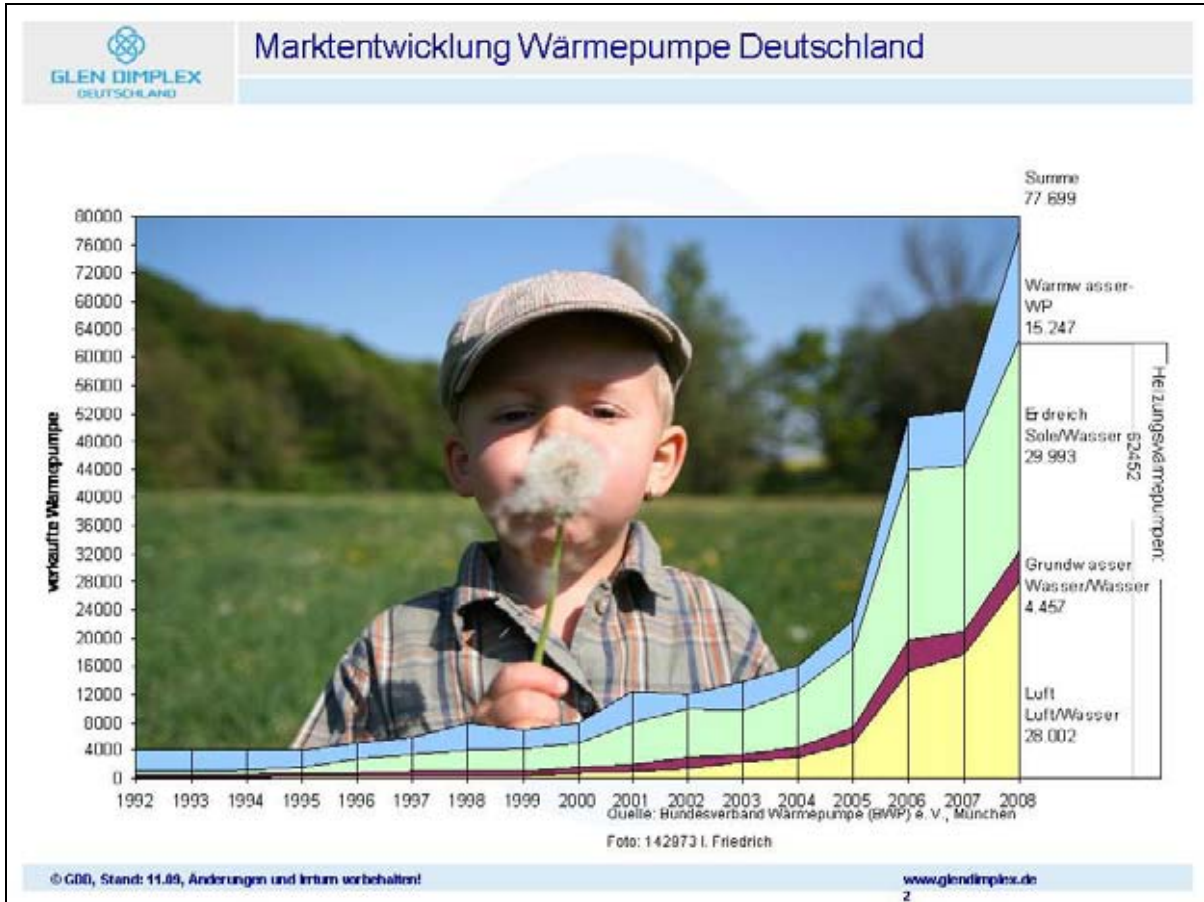 GLEN DIMPLEX
DEUTSCHLAND
Marktentwicklung Wärmepumpe Deutschland
verkaufte Wärmepumpe
80000
76000
72000
68000
64000
60000
56000
52000
48000
44000
40000
36000
32000
28000
24000
20000
16000
12000
8000
4000
0
1992 1993 1994 1995 1996 1997 1998 1999 2000 2001 2002 2003 2004 2005 2006 2007 2008
Summe
77.699
Warmwasser-
WP
15.247
Erdreich
Sole/Wasser
29.993
Grundwasser
Wasser/Wasser
4.457
Luft
Luft/Wasser
28.002
Heizungswärmepumpen:
62452
Quelle: Bundesverband Wärmepumpe (BWP) e. V., München
Foto: 142973 I. Friedrich
© GDD, Stand: 11.09, Änderungen und Irrtum vorbehalten!
www.glendimplex.de
2